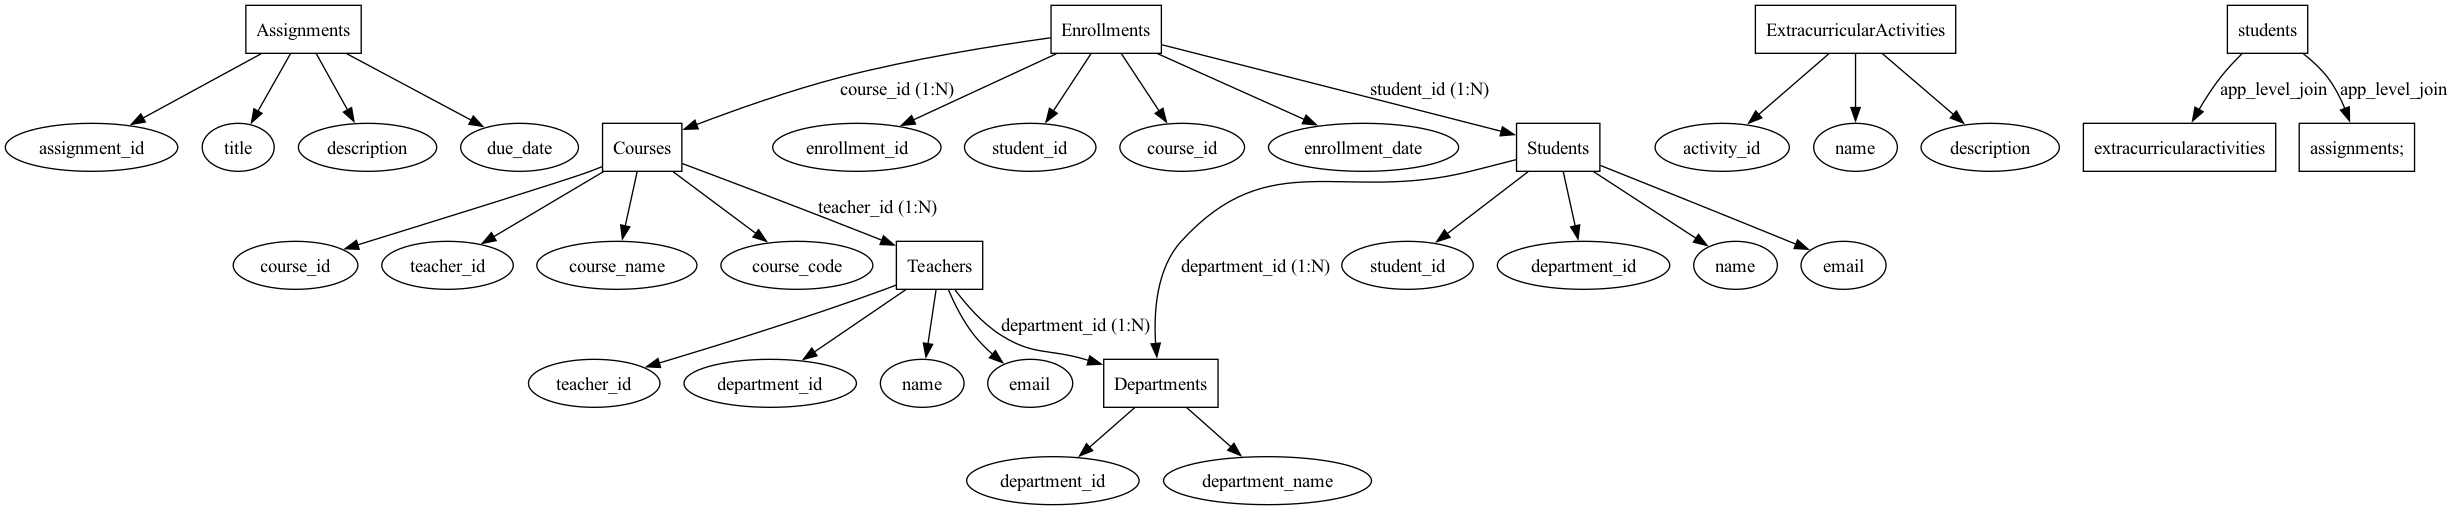 Assignments
Enrollments
ExtracurricularActivities
students
course_id (1:N)
student_id (1:N)
app_level_join
app_level_join
assignment_id
title
description
due_date
Courses
enrollment_id
student_id
course_id
enrollment_date
Students
activity_id
name
description
extracurricularactivities
assignments;
teacher_id (1:N)
course_id
teacher_id
course_name
course_code
Teachers
department_id (1:N)
student_id
department_id
name
email
department_id (1:N)
teacher_id
department_id
name
email
Departments
department_id
department_name